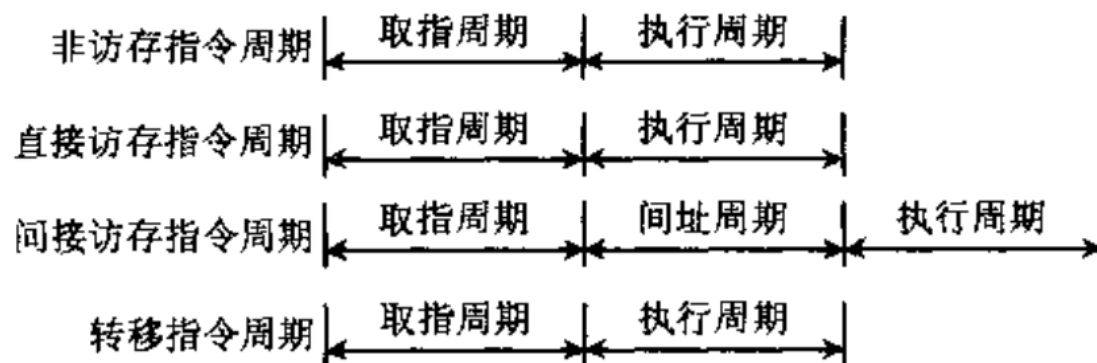 非访存指令周期 取指周期 执行周期
直接访存指令周期 取指周期 执行周期
间接访存指令周期 取指周期 间址周期 执行周期
转移指令周期 取指周期 执行周期